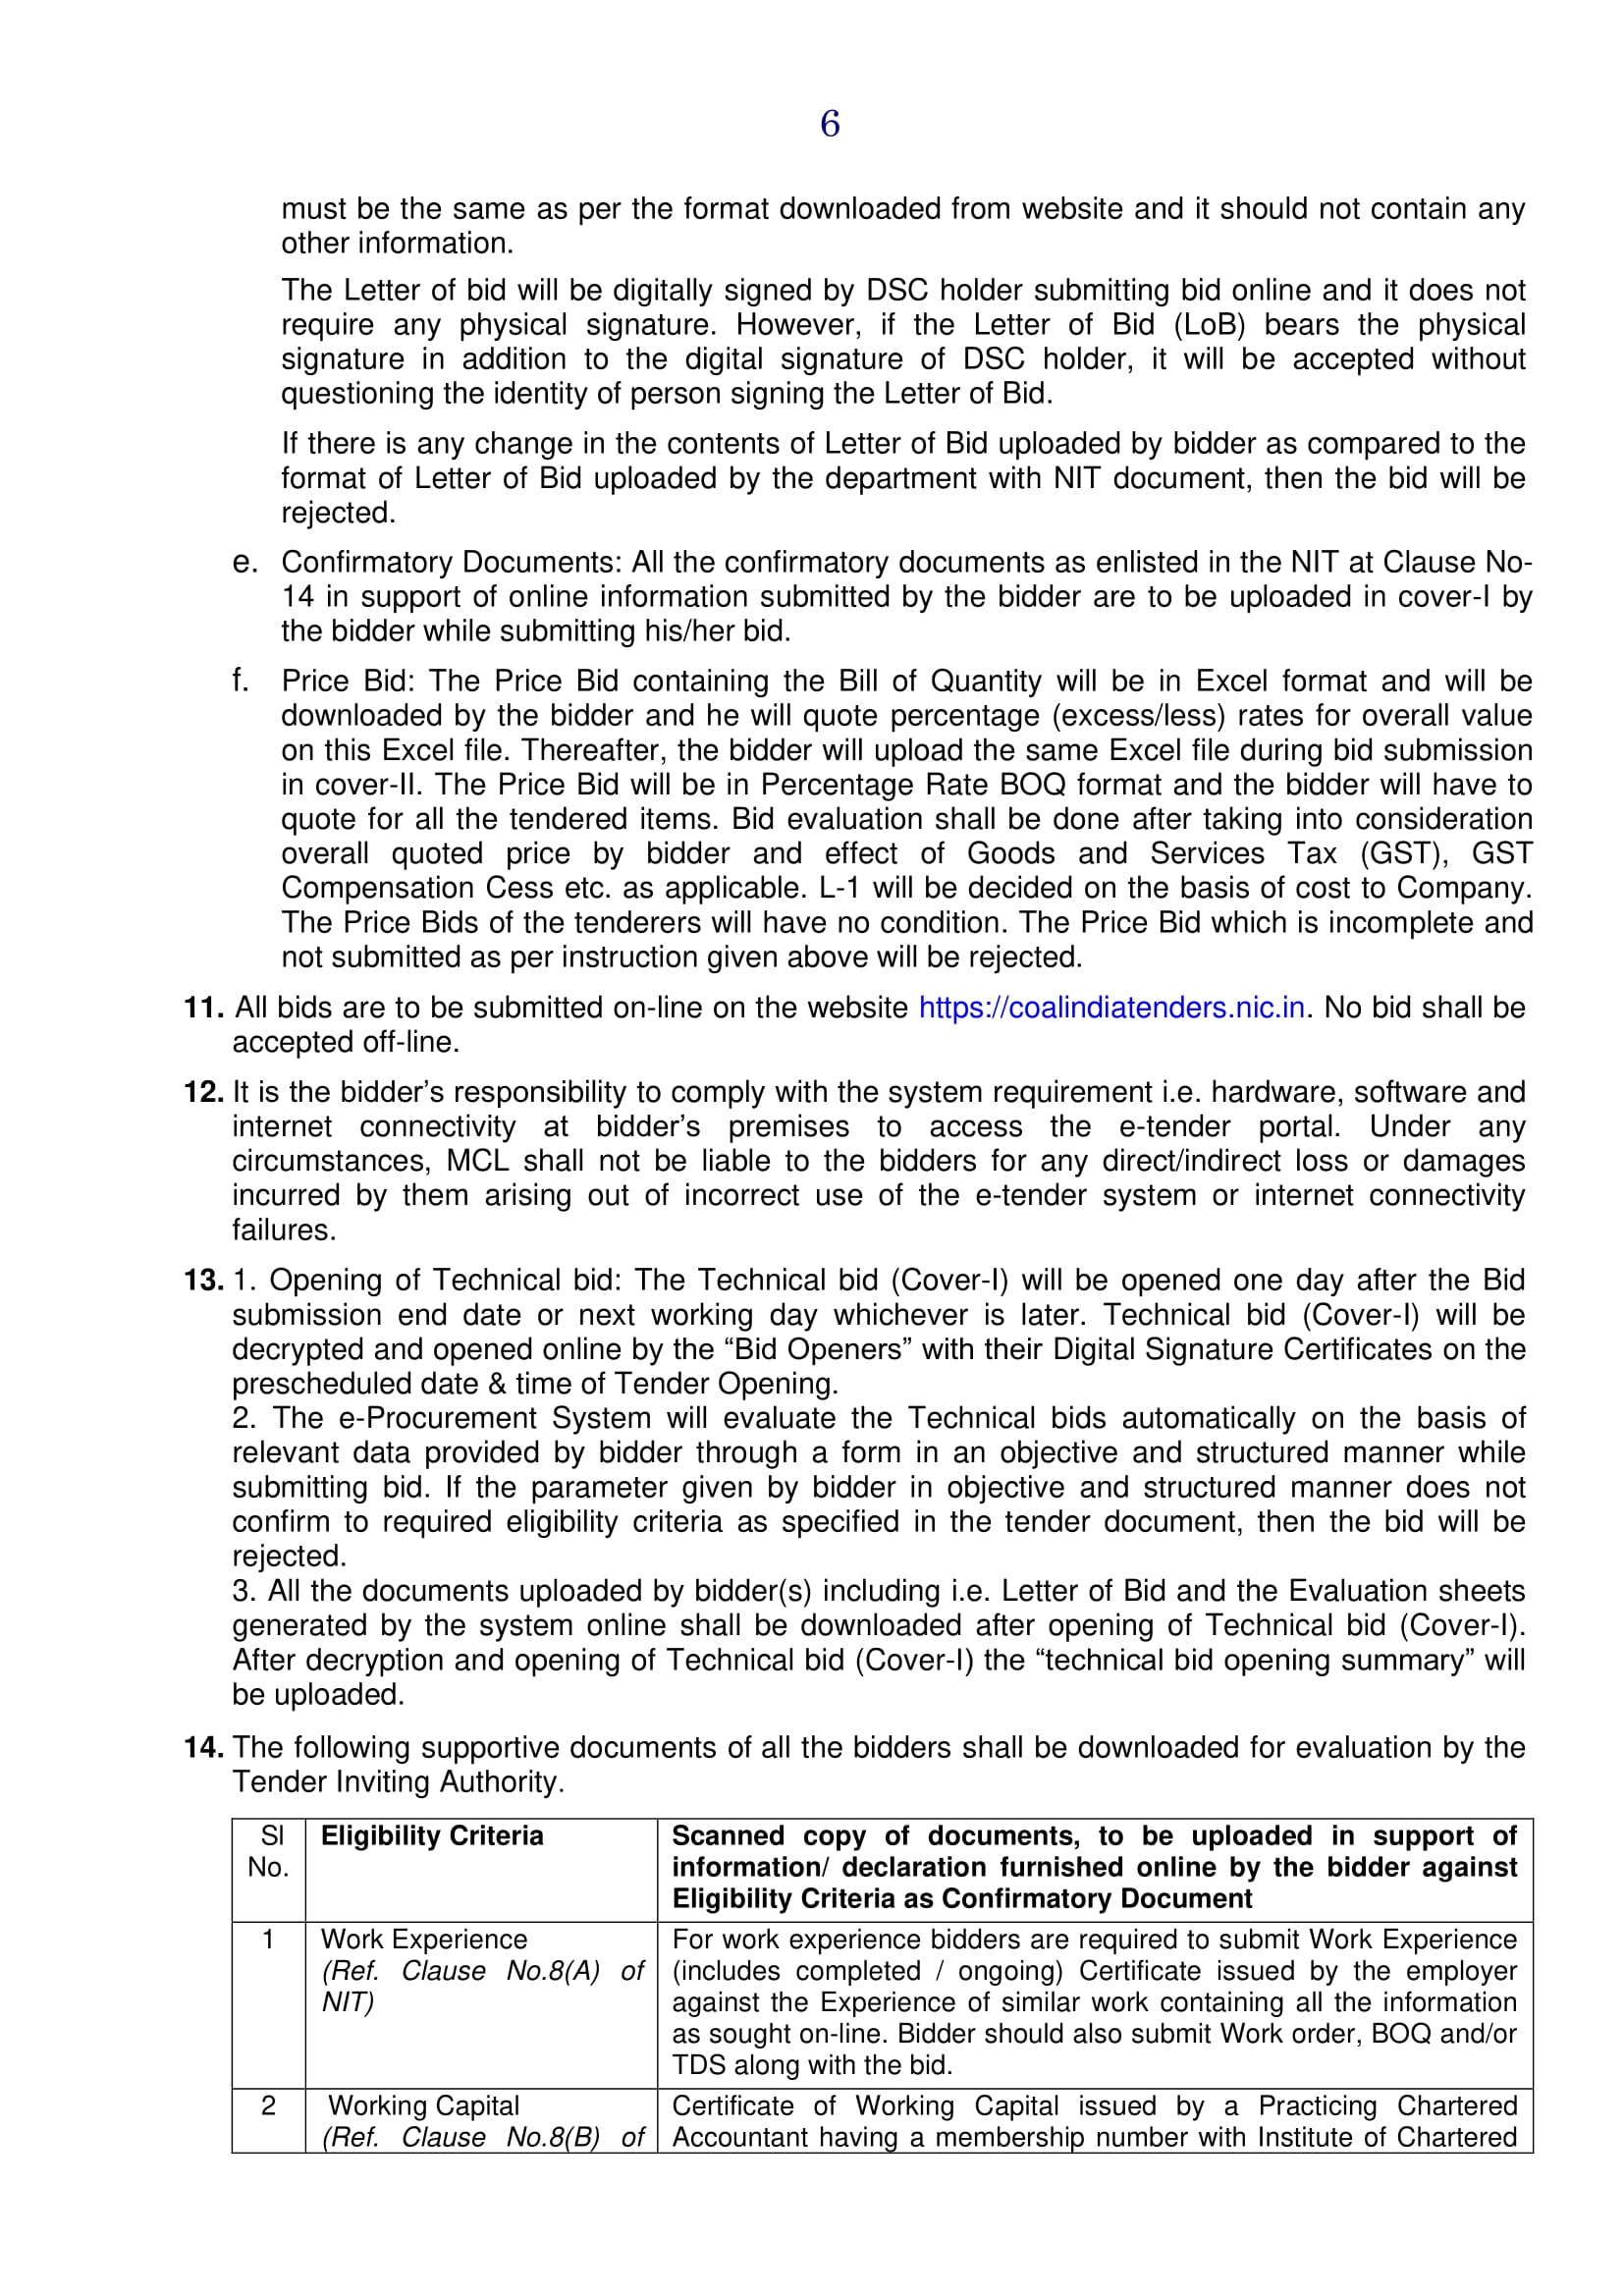 6
must be the same as per the format downloaded from website and it should not contain any
other information.
The Letter of bid will be digitally signed by DSC holder submitting bid online and it does not
require any physical signature. However, if the Letter of Bid (LoB) bears the physical
signature in addition to the digital signature of DSC holder, it will be accepted without
questioning the identity of person signing the Letter of Bid.
If there is any change in the contents of Letter of Bid uploaded by bidder as compared to the
format of Letter of Bid uploaded by the department with NIT document, then the bid will be
rejected.
e. Confirmatory Documents: All the confirmatory documents as enlisted in the NIT at Clause No-
14 in support of online information submitted by the bidder are to be uploaded in cover-I by
the bidder while submitting his/her bid.
f. Price Bid: The Price Bid containing the Bill of Quantity will be in Excel format and will be
downloaded by the bidder and he will quote percentage (excess/less) rates for overall value
on this Excel file. Thereafter, the bidder will upload the same Excel file during bid submission
in cover-II. The Price Bid will be in Percentage Rate BOQ format and the bidder will have to
quote for all the tendered items. Bid evaluation shall be done after taking into consideration
overall quoted price by bidder and effect of Goods and Services Tax (GST), GST
Compensation Cess etc. as applicable. L-1 will be decided on the basis of cost to Company.
The Price Bids of the tenderers will have no condition. The Price Bid which is incomplete and
not submitted as per instruction given above will be rejected.
11. All bids are to be submitted on-line on the website https://coalindiatenders.nic.in. No bid shall be
accepted off-line.
12. It is the bidder’s responsibility to comply with the system requirement i.e. hardware, software and
internet connectivity at bidder’s premises to access the e-tender portal. Under any
circumstances, MCL shall not be liable to the bidders for any direct/indirect loss or damages
incurred by them arising out of incorrect use of the e-tender system or internet connectivity
failures.
13. 1. Opening of Technical bid: The Technical bid (Cover-I) will be opened one day after the Bid
submission end date or next working day whichever is later. Technical bid (Cover-I) will be
decrypted and opened online by the “Bid Openers” with their Digital Signature Certificates on the
prescheduled date & time of Tender Opening.
2. The e-Procurement System will evaluate the Technical bids automatically on the basis of
relevant data provided by bidder through a form in an objective and structured manner while
submitting bid. If the parameter given by bidder in objective and structured manner does not
confirm to required eligibility criteria as specified in the tender document, then the bid will be
rejected.
3. All the documents uploaded by bidder(s) including i.e. Letter of Bid and the Evaluation sheets
generated by the system online shall be downloaded after opening of Technical bid (Cover-I).
After decryption and opening of Technical bid (Cover-I) the “technical bid opening summary” will
be uploaded.
14. The following supportive documents of all the bidders shall be downloaded for evaluation by the
Tender Inviting Authority.
Sl
No.
Eligibility Criteria
Scanned copy of documents, to be uploaded in support of
information/ declaration furnished online by the bidder against
Eligibility Criteria as Confirmatory Document
1
Work Experience
(Ref. Clause No.8(A) of
NIT)
For work experience bidders are required to submit Work Experience
(includes completed / ongoing) Certificate issued by the employer
against the Experience of similar work containing all the information
as sought on-line. Bidder should also submit Work order, BOQ and/or
TDS along with the bid.
2
Working Capital
(Ref. Clause No.8(B) of
Certificate of Working Capital issued by a Practicing Chartered
Accountant having a membership number with Institute of Chartered